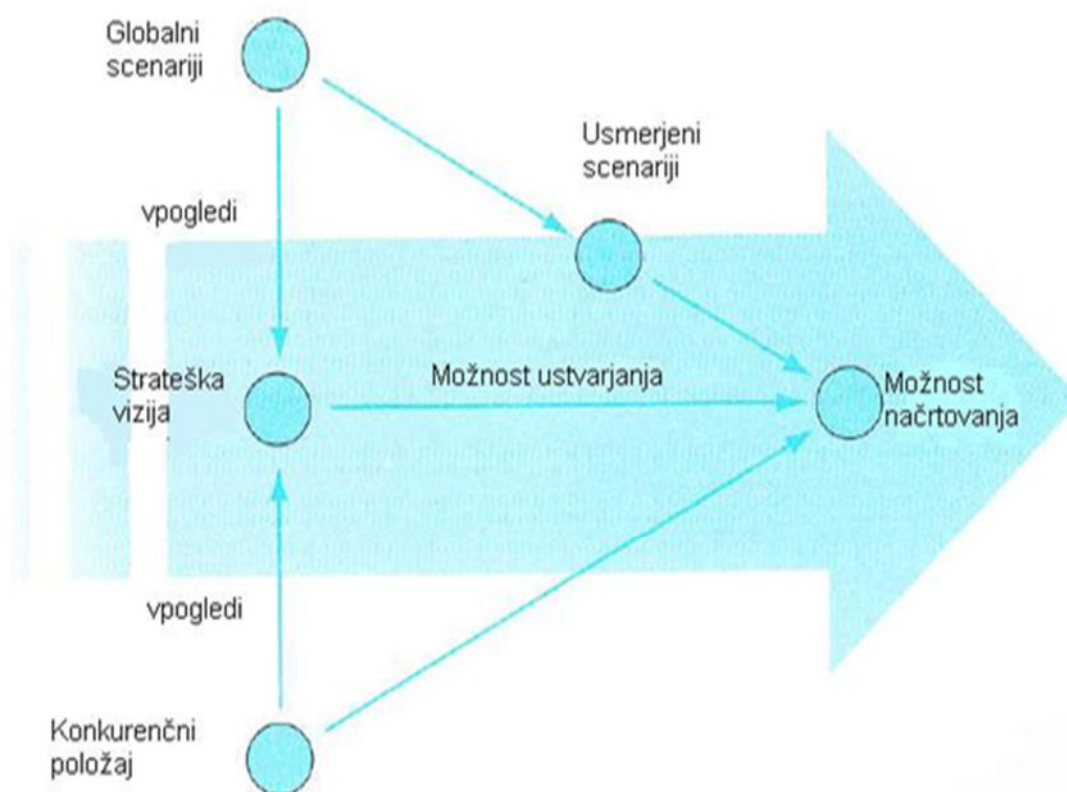 Globalni
scenariji
Usmerjeni
scenariji
vpogledi
Strateška
vizija
Možnost ustvarjanja
Možnost
načrtovanja
vpogledi
Konkurenčni
položaj